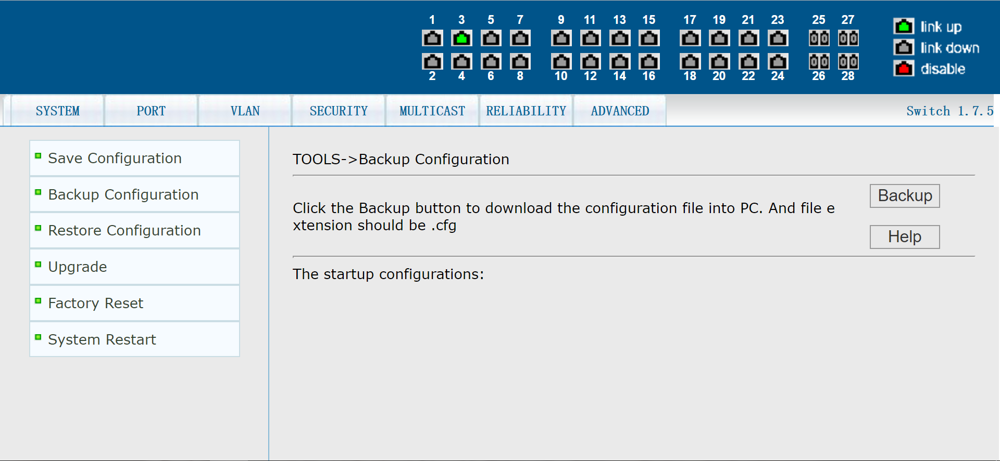 1 3 5 7 9 11 13 15 17 19 21 23 25 27
2 4 6 8 10 12 14 16 18 20 22 24 26 28
link up
link down
disable
SYSTEM PORT VLAN SECURITY MULTICAST RELIABILITY ADVANCED Switch 1.7.5
Save Configuration
Backup Configuration
Restore Configuration
Upgrade
Factory Reset
System Restart
TOOLS->Backup Configuration
Click the Backup button to download the configuration file into PC. And file e
xtension should be .cfg
Backup
Help
The startup configurations: